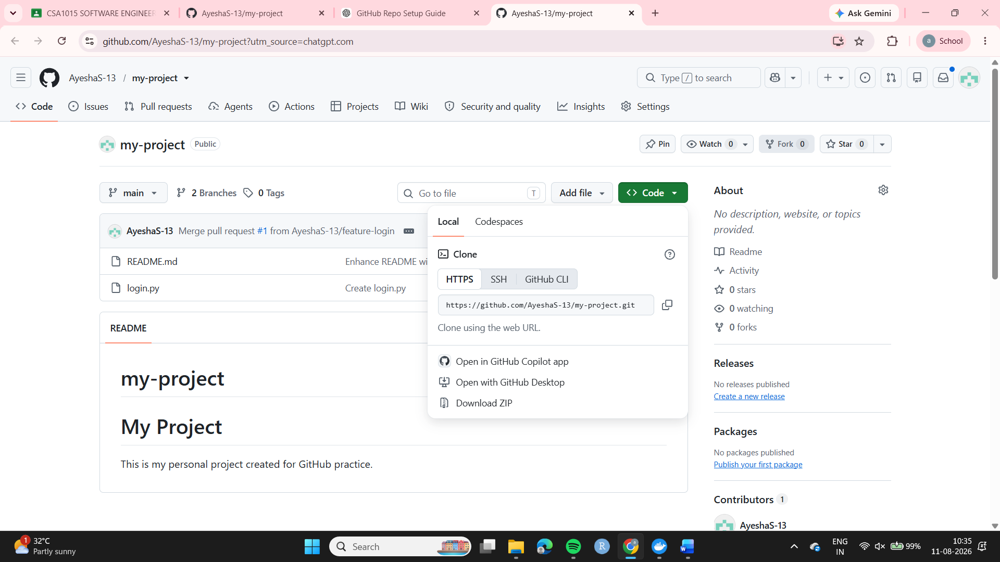 CSA1015 SOFTWARE ENGINEER
AyeshaS-13/my-project
GitHub Repo Setup Guide
AyeshaS-13/my-project
Ask Gemini
github.com/AyeshaS-13/my-project?utm_source=chatgpt.com
a School
AyeshaS-13 / my-project
Type / to search
Code
Issues
Pull requests
Agents
Actions
Projects
Wiki
Security and quality
Insights
Settings
my-project Public
Pin
Watch 0
Fork 0
Star 0
main
2 Branches
0 Tags
Go to file T
Add file
Code
AyeshaS-13 Merge pull request #1 from AyeshaS-13/feature-login
README.md Enhance README wi
login.py Create login.py
Local
Codespaces
Clone
HTTPS
SSH
GitHub CLI
https://github.com/AyeshaS-13/my-project.git
Clone using the web URL.
Open in GitHub Copilot app
Open with GitHub Desktop
Download ZIP
README
my-project
My Project
This is my personal project created for GitHub practice.
About
No description, website, or topics
provided.
Readme
Activity
0 stars
0 watching
0 forks
Releases
No releases published
Create a new release
Packages
No packages published
Publish your first package
Contributors 1
AyeshaS-13
1
32°C
Partly sunny
Search
R
a
W
ENG
IN
99%
10:35
11-08-2026